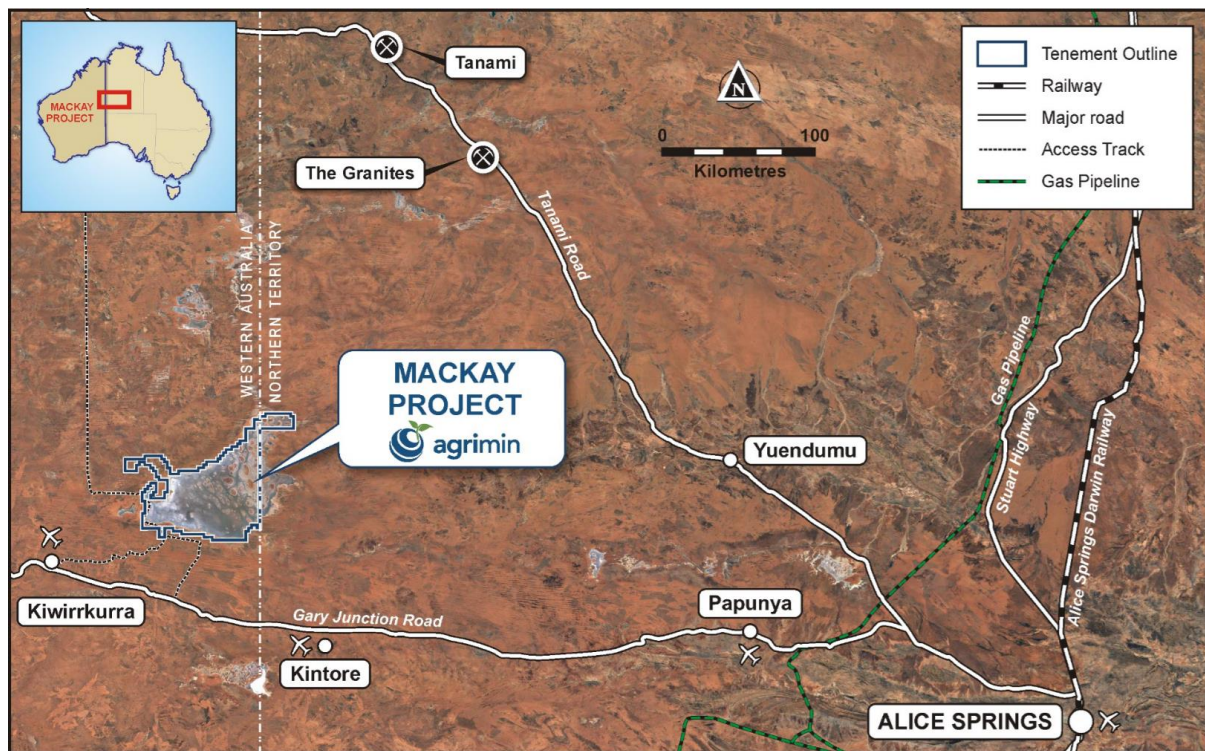 MACKAY
PROJECT
Tanami
The Granites
N
0 100
Kilometres
Tenement Outline
Railway
Major road
Access Track
Gas Pipeline
Tanami Road
WESTERN AUSTRALIA
NORTHERN TERRITORY
MACKAY
PROJECT
agrimin
Yuendumu
Gas Pipeline
Stuart Highway
Alice Springs Darwin Railway
Kiwirrkurra
Gary Junction Road
Kintore
Papunya
ALICE SPRINGS